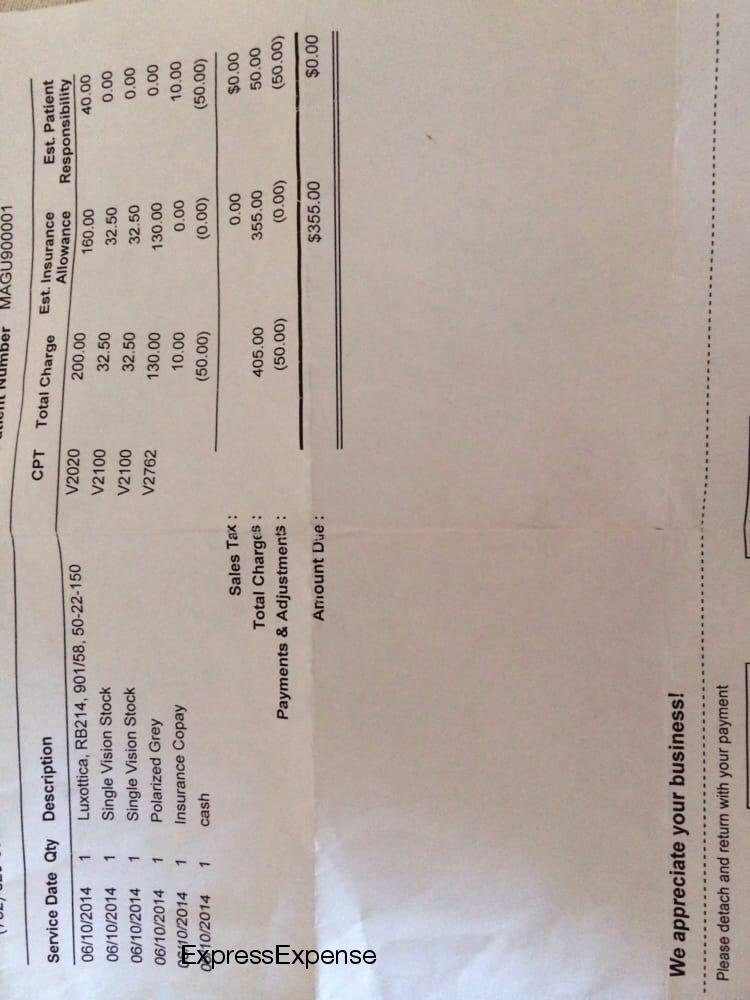 Number MAGU900001
Service Date Qty Description CPT Total Charge Est. Insurance Allowance Est. Patient Responsibility
06/10/2014 1 Luxottica, RB214, 901/58, 50-22-150 V2020 200.00 160.00 40.00
06/10/2014 1 Single Vision Stock V2100 32.50 32.50 0.00
06/10/2014 1 Single Vision Stock V2100 32.50 32.50 0.00
06/10/2014 1 Polarized Grey V2762 130.00 130.00 0.00
06/10/2014 1 Insurance Copay 10.00 0.00 10.00
06/10/2014 1 cash (50.00) (0.00) (50.00)
Sales Tax : 0.00 $0.00
Total Charges : 405.00 355.00 50.00
Payments & Adjustments : (50.00) (0.00) (50.00)
Amount Due : $355.00 $0.00
We appreciate your business!
Please detach and return with your payment
ExpressExpense